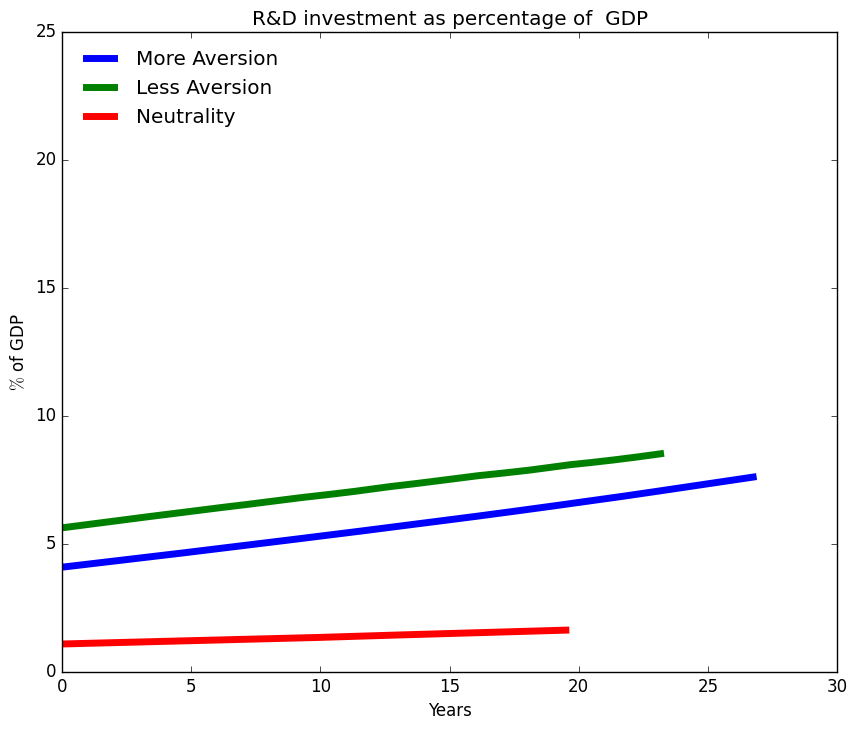 R&D investment as percentage of  GDP
More Aversion
Less Aversion
Neutrality
25
20
15
10
5
0
% of GDP
0 5 10 15 20 25 30
Years